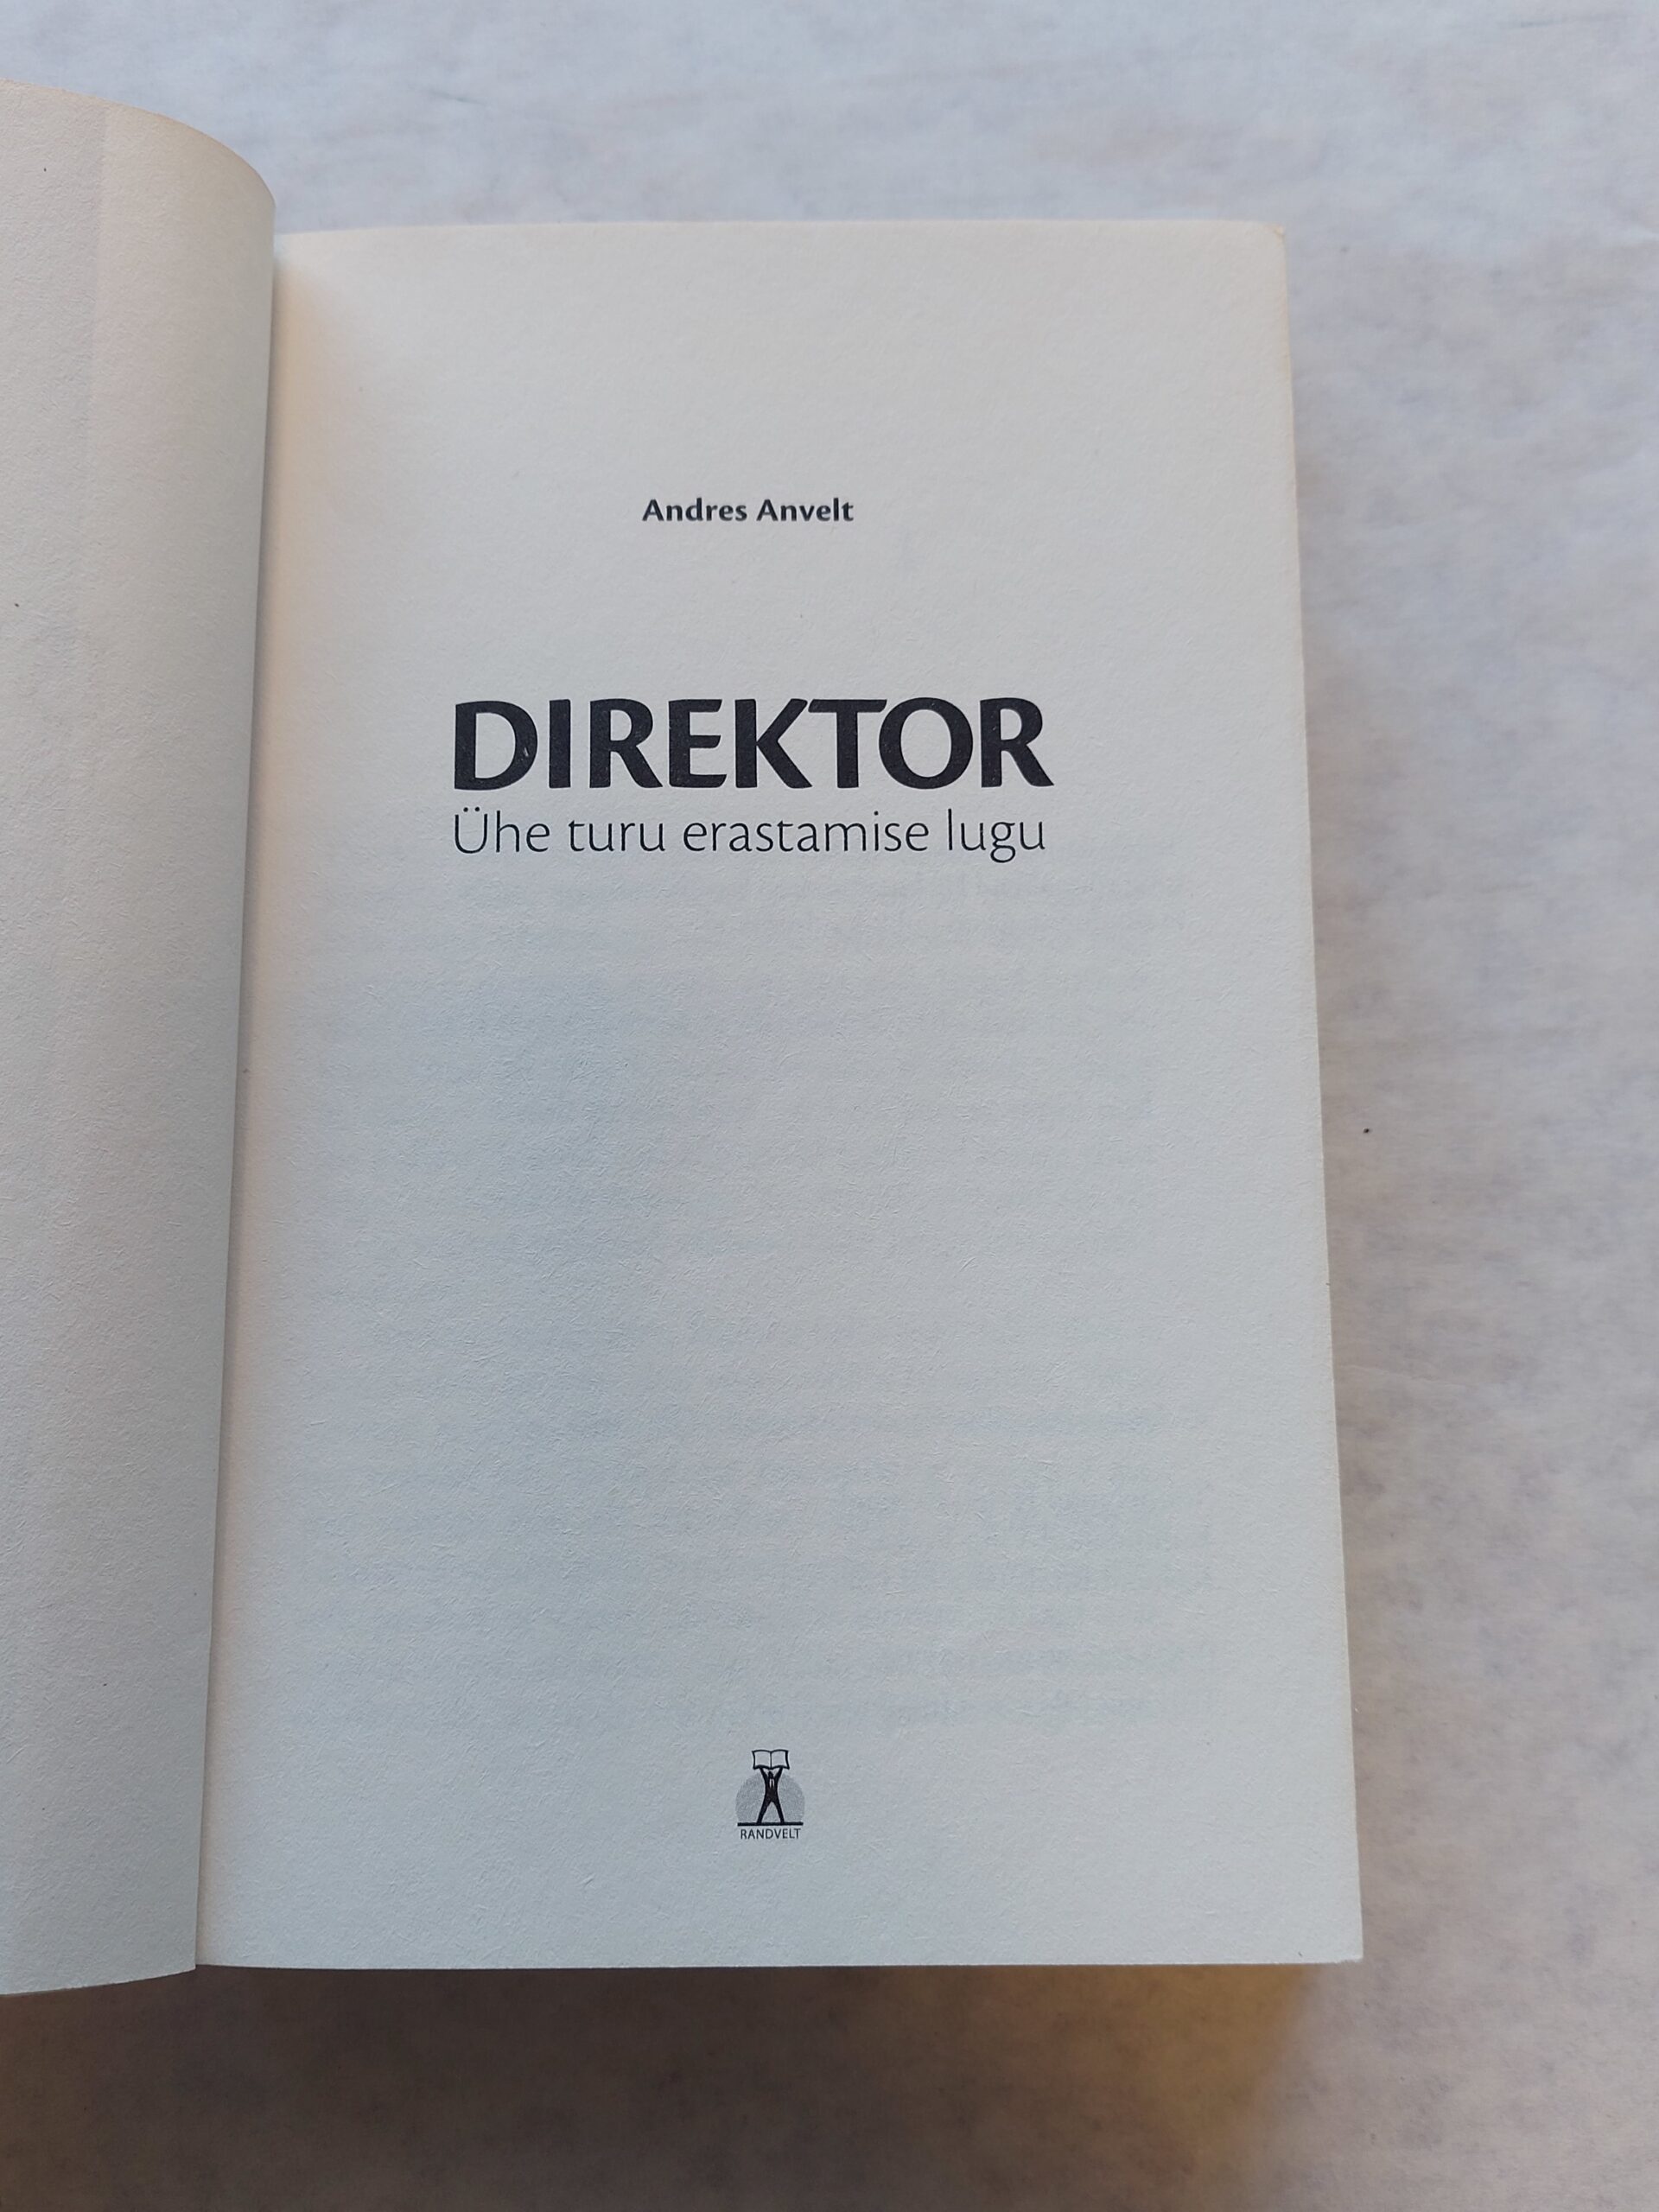 Andres Anvelt
DIREKTOR
Ühe turu erastamise lugu
RANDVELT